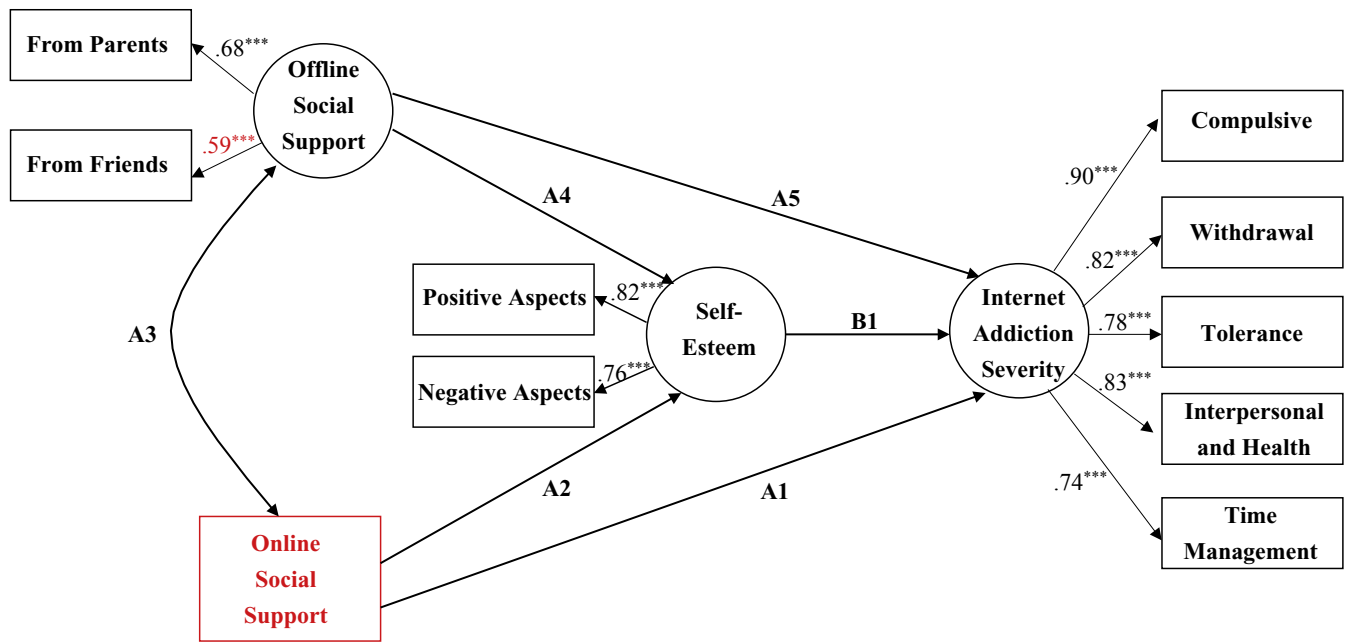 From Parents
.68***
Offline
Social
Support
From Friends
.59***
A3
A4
A5
Positive Aspects
.82***
Negative Aspects
.76***
Self-
Esteem
B1
A2
A1
Online
Social
Support
Internet
Addiction
Severity
.90***
Compulsive
.82***
Withdrawal
.78***
Tolerance
.83***
Interpersonal
and Health
.74***
Time
Management